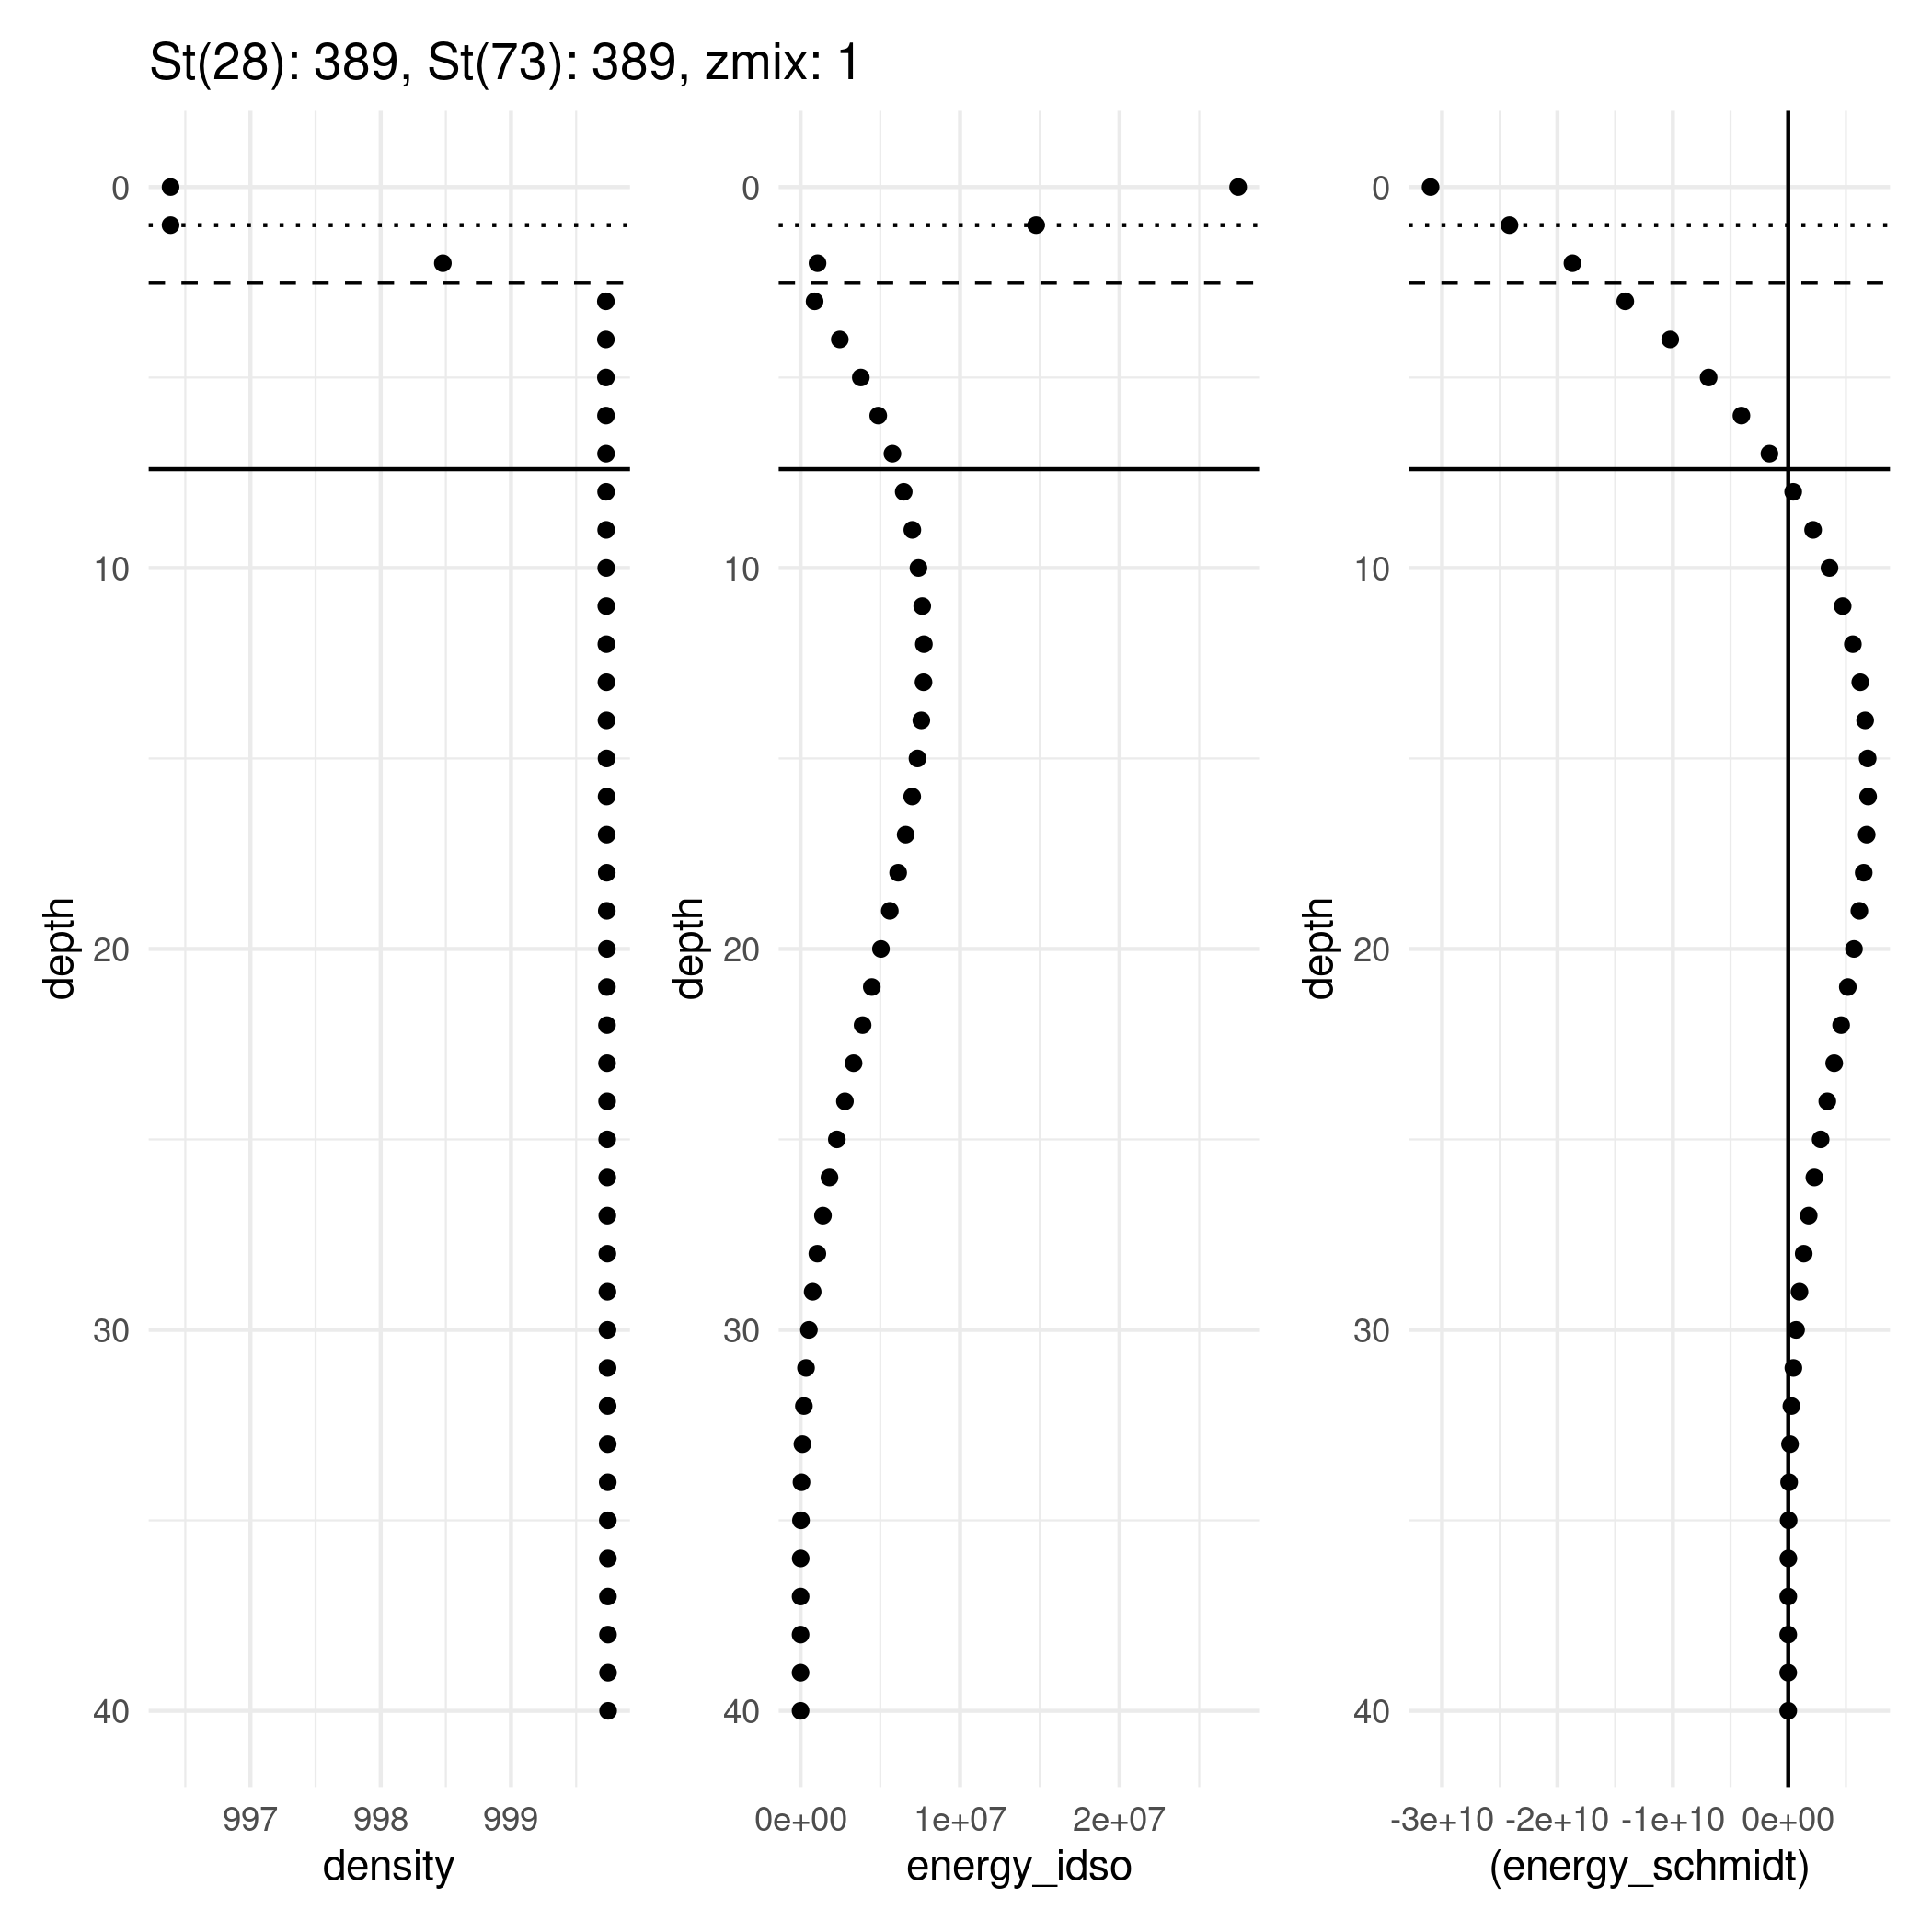 St(28): 389, St(73): 389, zmix: 1
depth
0
10
20
30
40
997 998 999
density
depth
0
10
20
30
40
0e+00 1e+07 2e+07
energy_idso
depth
0
10
20
30
40
-3e+10 -2e+10 -1e+10 0e+00
(energy_schmidt)